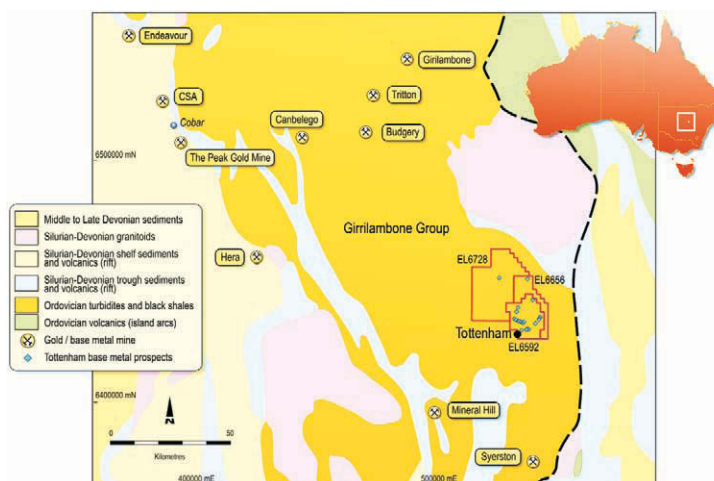 Endeavour
Girilambone
CSA
Tritton
Cobar
Canbelego
Budgery
The Peak Gold Mine
6500000 mN
Middle to Late Devonian sediments
Silurian-Devonian granitoids
Silurian-Devonian shelf sediments
and volcanics (rift)
Silurian-Devonian trough sediments
and volcanics (rift)
Ordovician turbidites and black shales
Ordovician volcanics (island arcs)
Gold / base metal mine
Tottenham base metal prospects
Girrilambone Group
Hera
EL6728
EL6656
Tottenham
EL6592
6400000 mN
N
Mineral Hill
0
50
Kilometres
Syerston
400000 mE
500000 mE